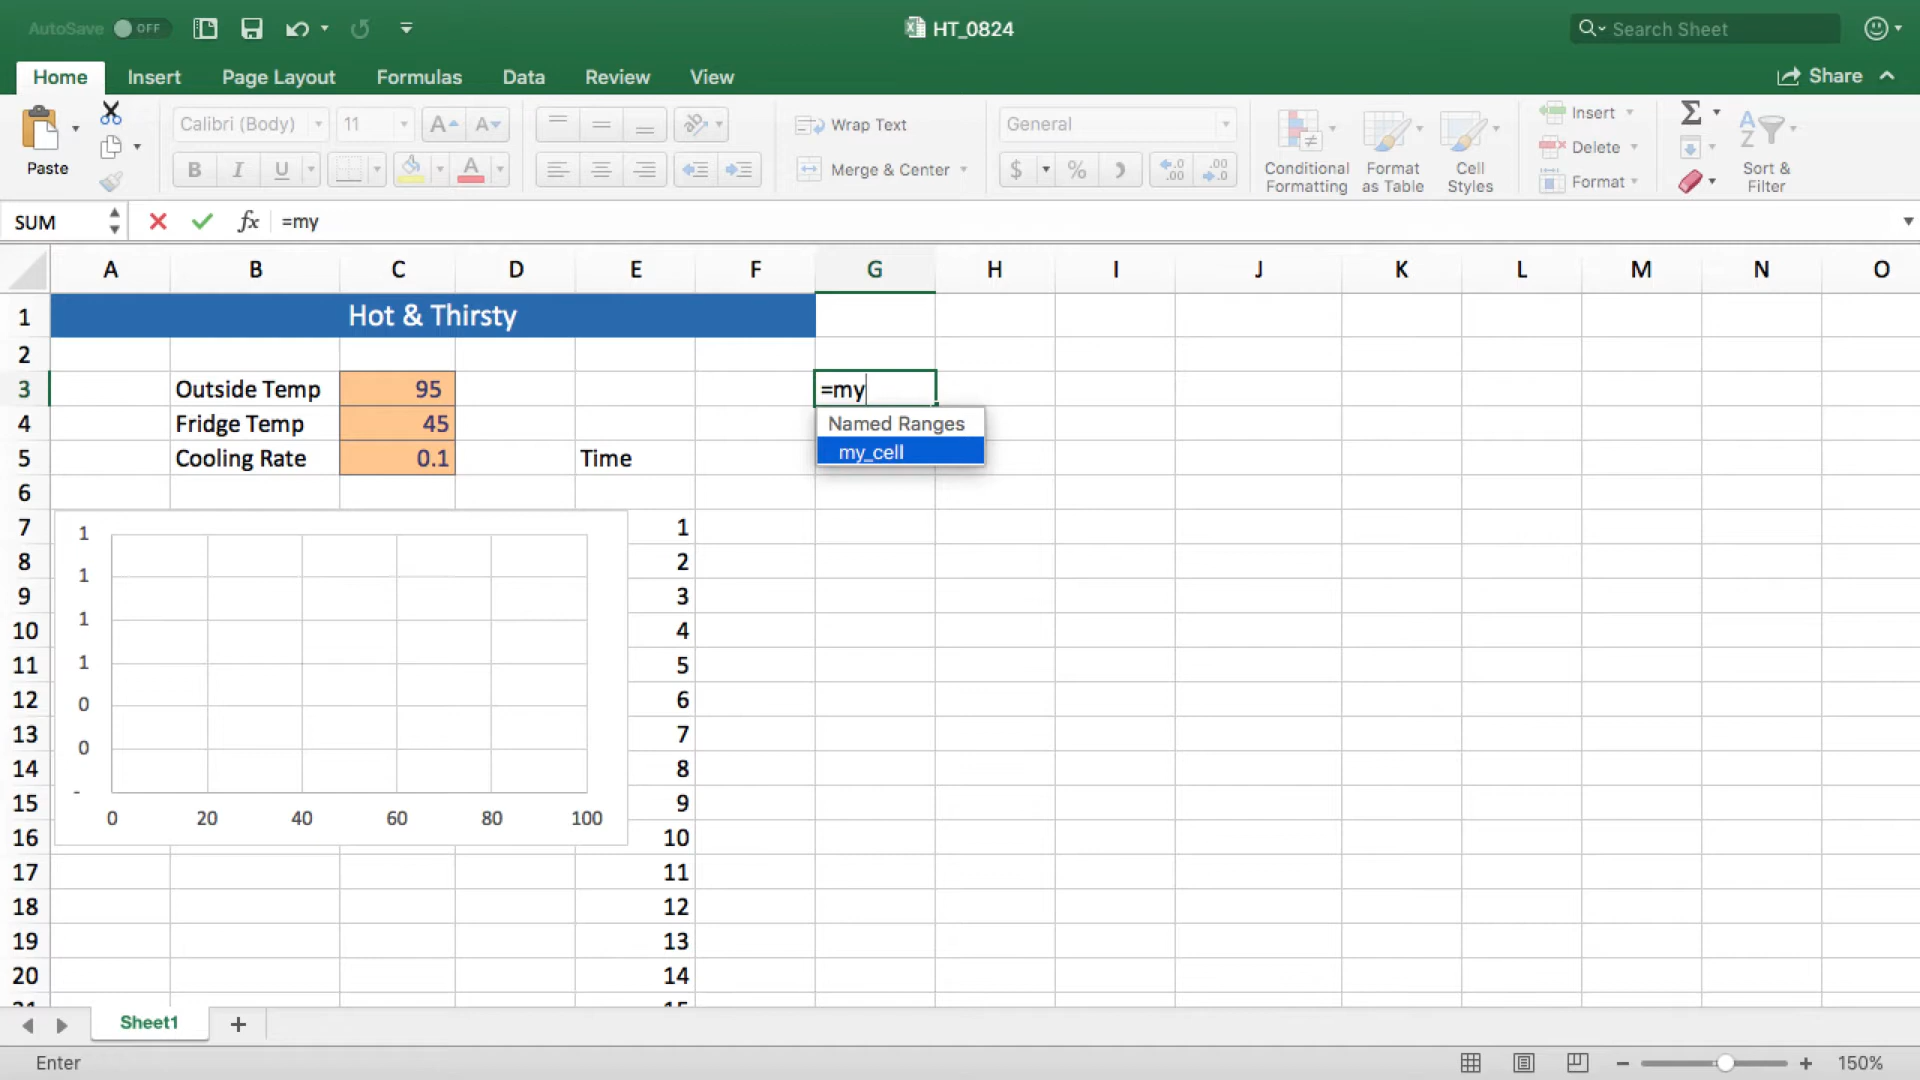 AutoSave OFF HT_0824 Search Sheet
Home Insert Page Layout Formulas Data Review View Share
Calibri (Body) 11 A A Wrap Text General Insert
Paste B I U A Merge & Center $ % Conditional Formatting Format as Table Cell Styles Delete Format Sort & Filter
SUM fx =my
A B C D E F G H I J K L M N O
1 Hot & Thirsty
2
3 Outside Temp 95 =my
4 Fridge Temp 45 Named Ranges
5 Cooling Rate 0.1 Time my_cell
6
7 1 1
8 1 2
9 1 3
10 4
11 1 5
12 0 6
13 0 7
14 8
15 - 9
0 20 40 60 80 100
16 10
17 11
18 12
19 13
20 14
Sheet1 +
Enter 150%